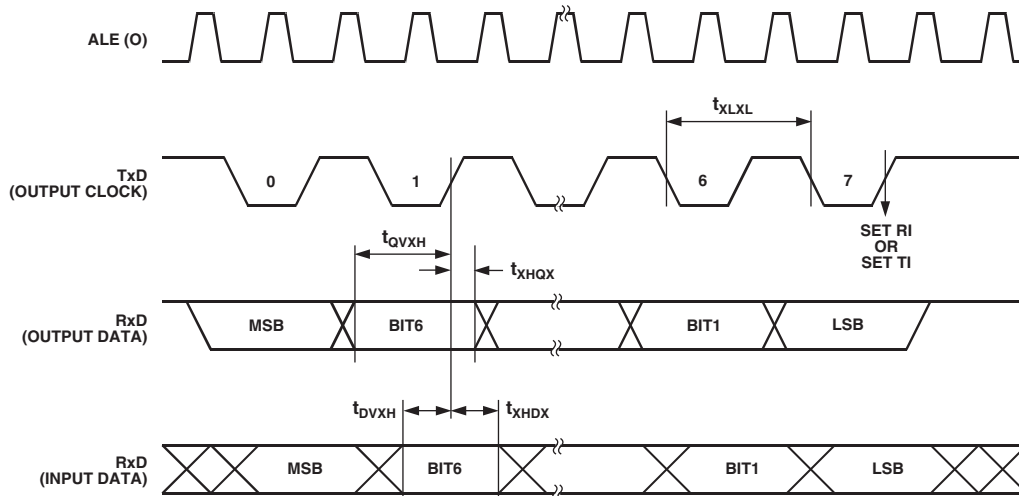 ALE (O)
tXLXL
TxD
(OUTPUT CLOCK)
0
1
6
7
SET RI
OR
SET TI
tQVXH
tXHQX
RxD
(OUTPUT DATA)
MSB
BIT6
BIT1
LSB
tDVXH
tXHDX
RxD
(INPUT DATA)
MSB
BIT6
BIT1
LSB